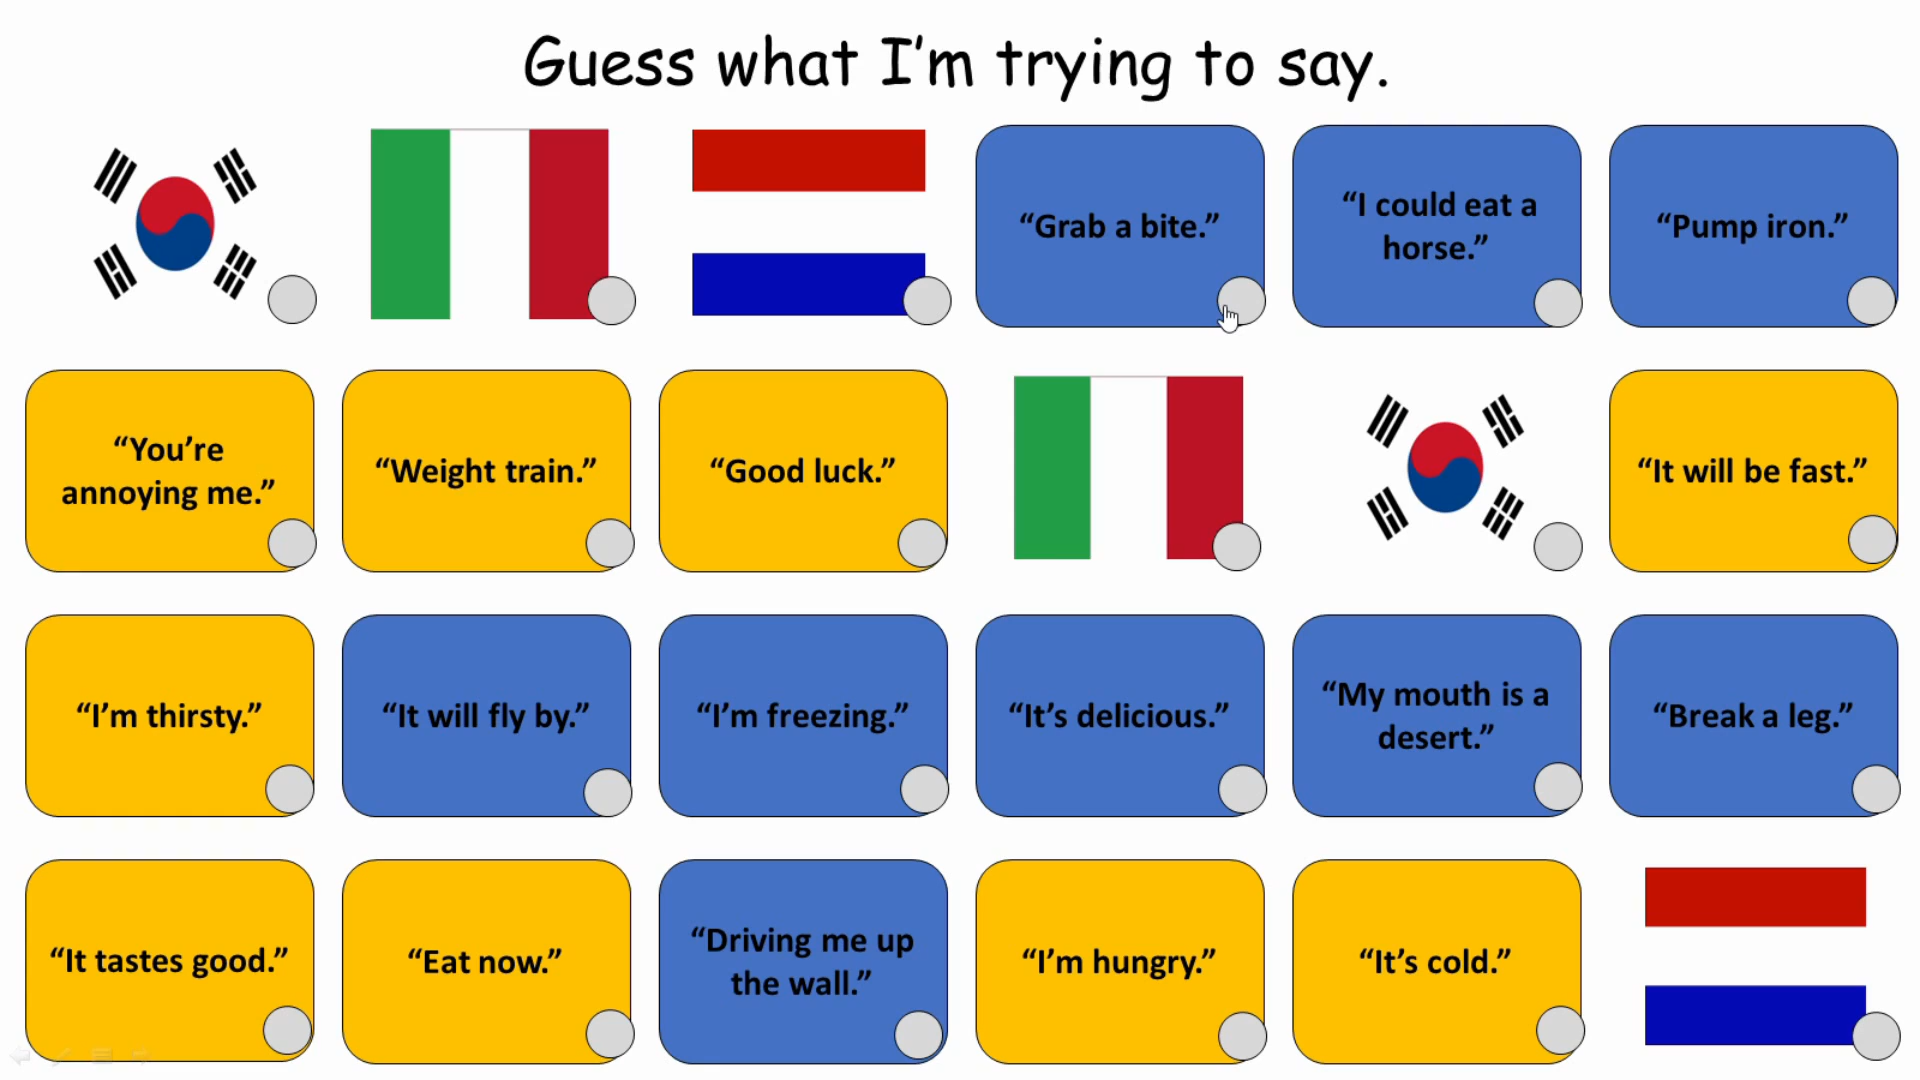 Guess what I’m trying to say.
“Grab a bite.”
“I could eat a
horse.”
“Pump iron.”
“You’re
annoying me.”
“Weight train.”
“Good luck.”
“It will be fast.”
“I’m thirsty.”
“It will fly by.”
“I’m freezing.”
“It’s delicious.”
“My mouth is a
desert.”
“Break a leg.”
“It tastes good.”
“Eat now.”
“Driving me up
the wall.”
“I’m hungry.”
“It’s cold.”